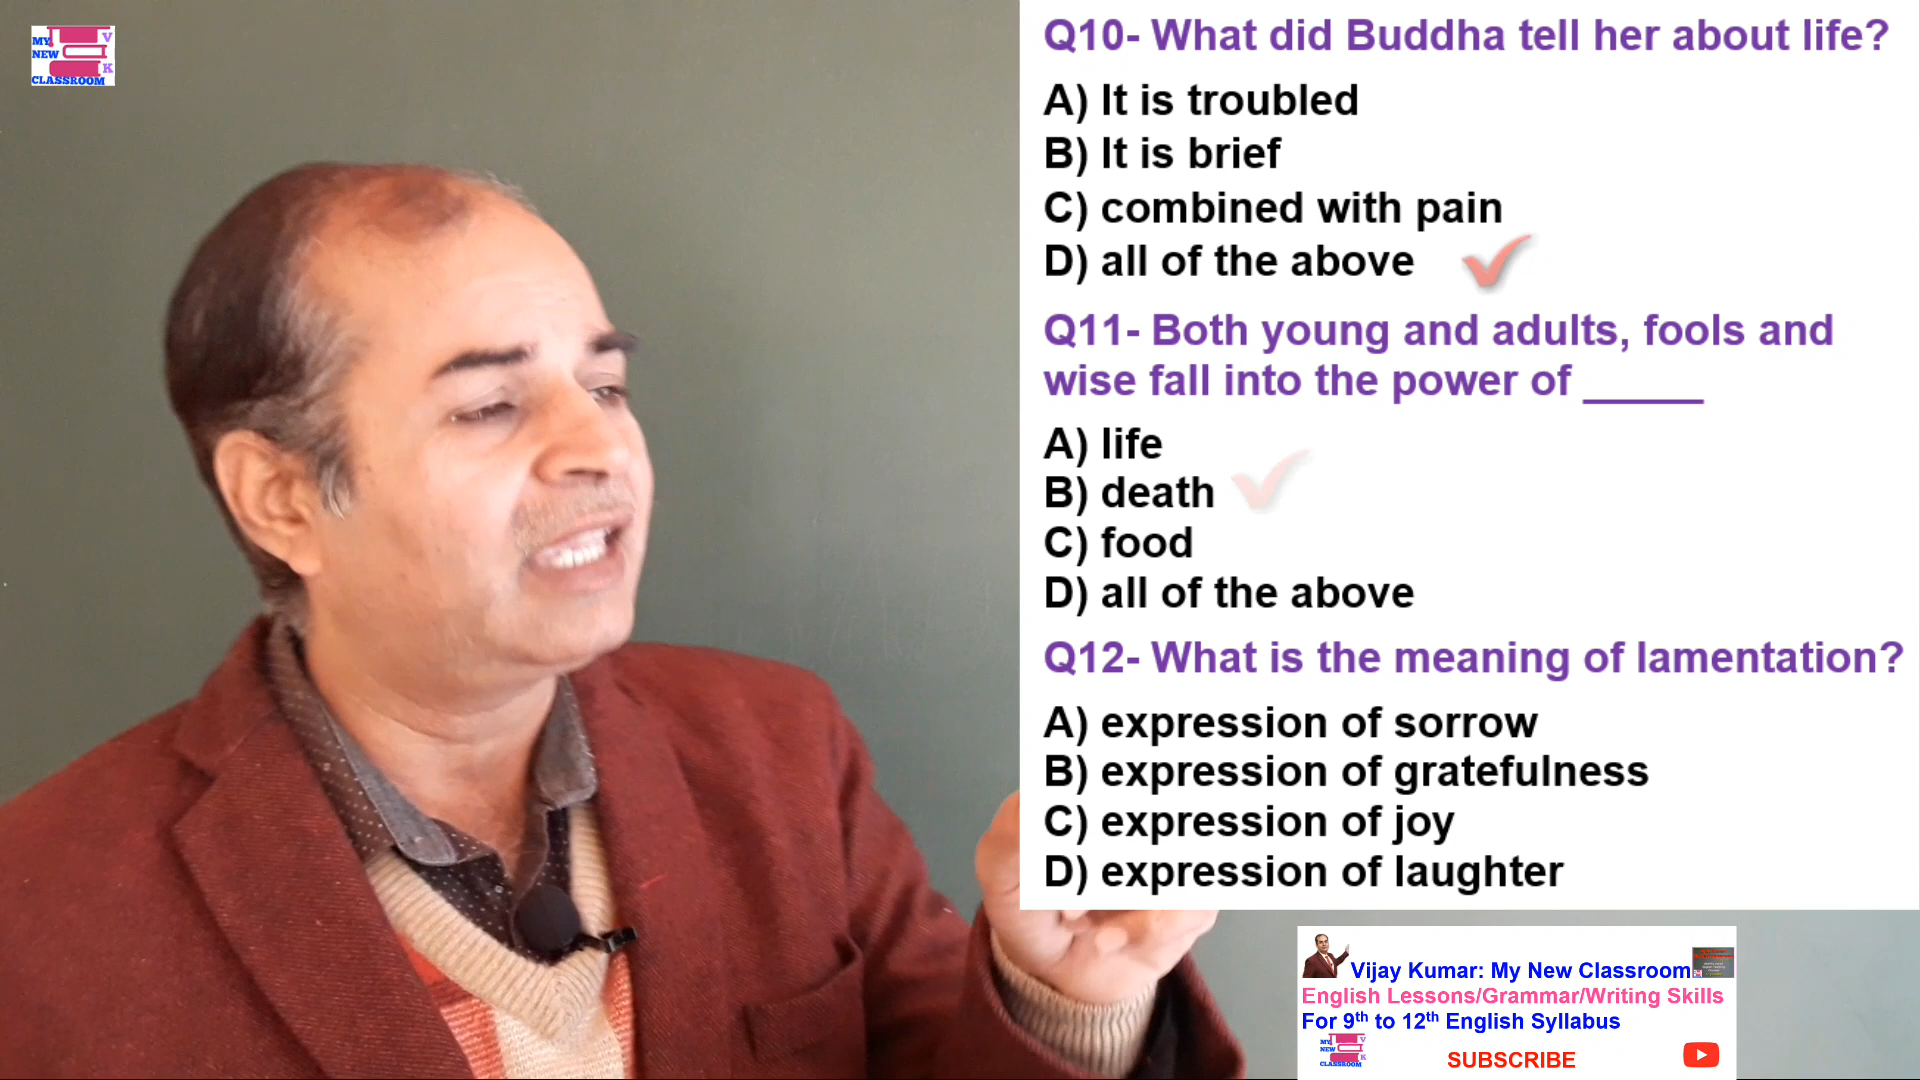 MY
NEW
CLASSROOM
V
K
Q10- What did Buddha tell her about life?
A) It is troubled
B) It is brief
C) combined with pain
D) all of the above
Q11- Both young and adults, fools and
wise fall into the power of _____
A) life
B) death
C) food
D) all of the above
Q12- What is the meaning of lamentation?
A) expression of sorrow
B) expression of gratefulness
C) expression of joy
D) expression of laughter
Vijay Kumar: My New Classroom
English Lessons/Grammar/Writing Skills
For 9th to 12th English Syllabus
MY
NEW
CLASSROOM
V
K
SUBSCRIBE